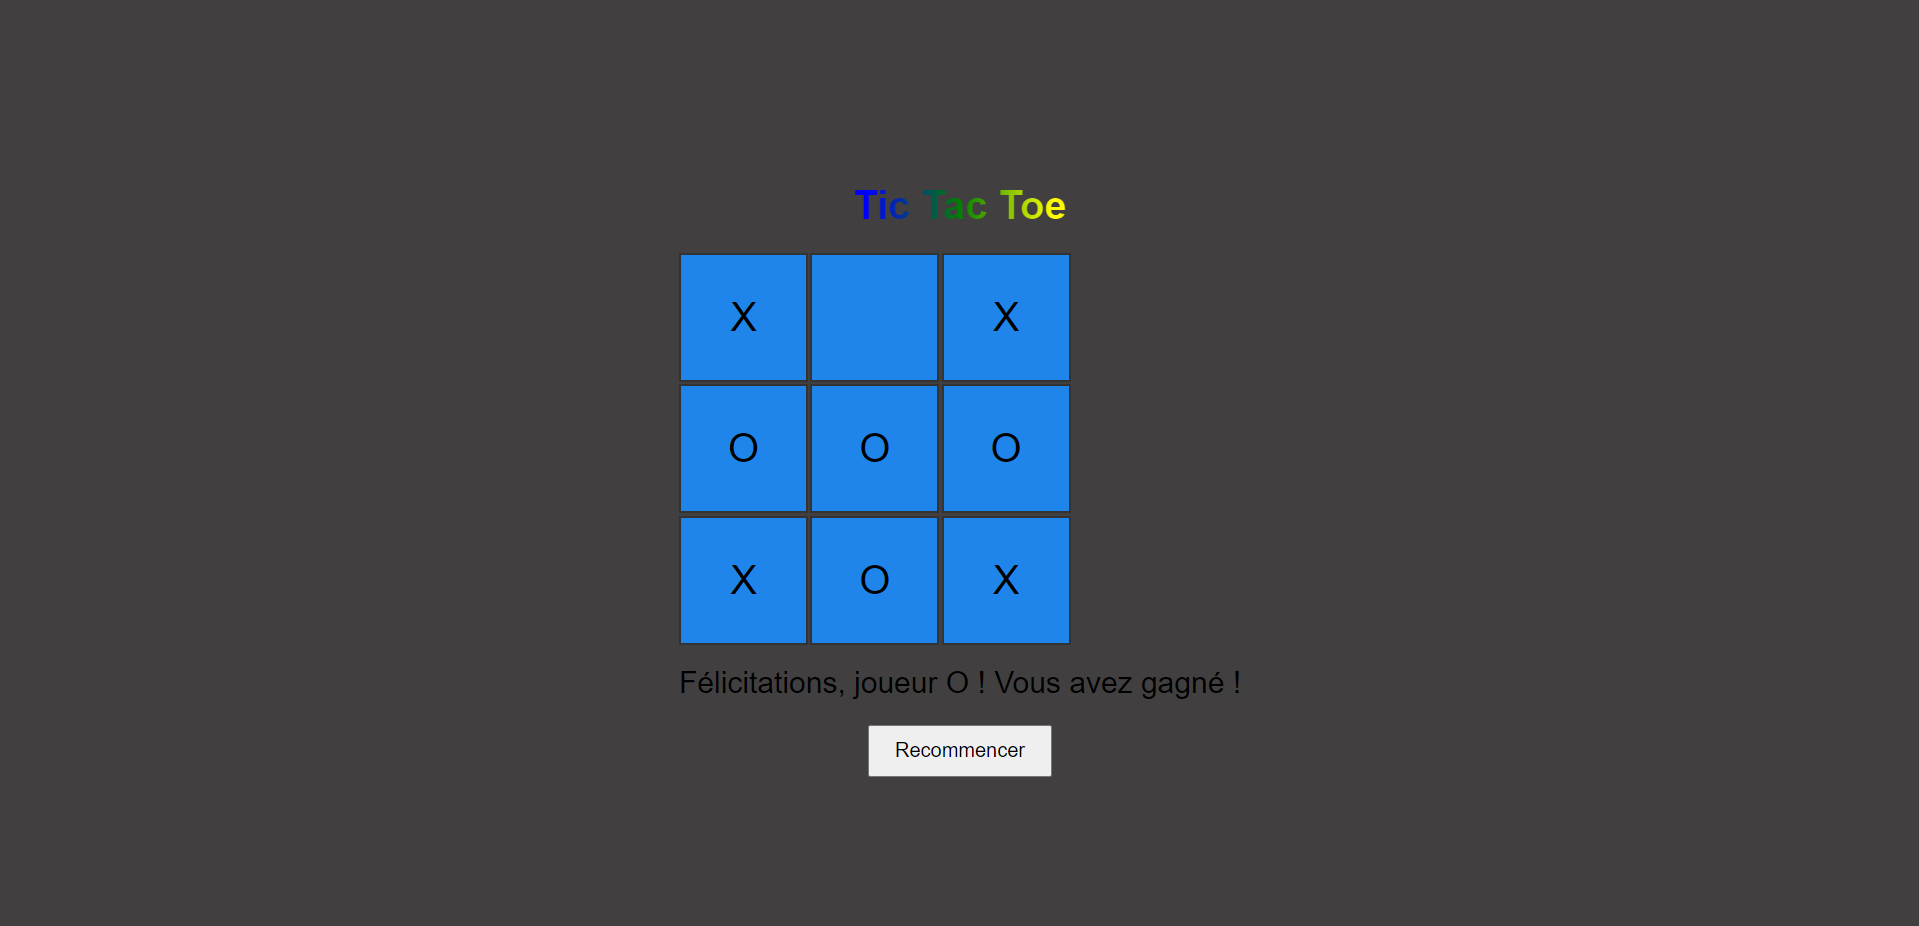 Tic Tac Toe
X X
O O O
X O X
Félicitations, joueur O ! Vous avez gagné !
Recommencer